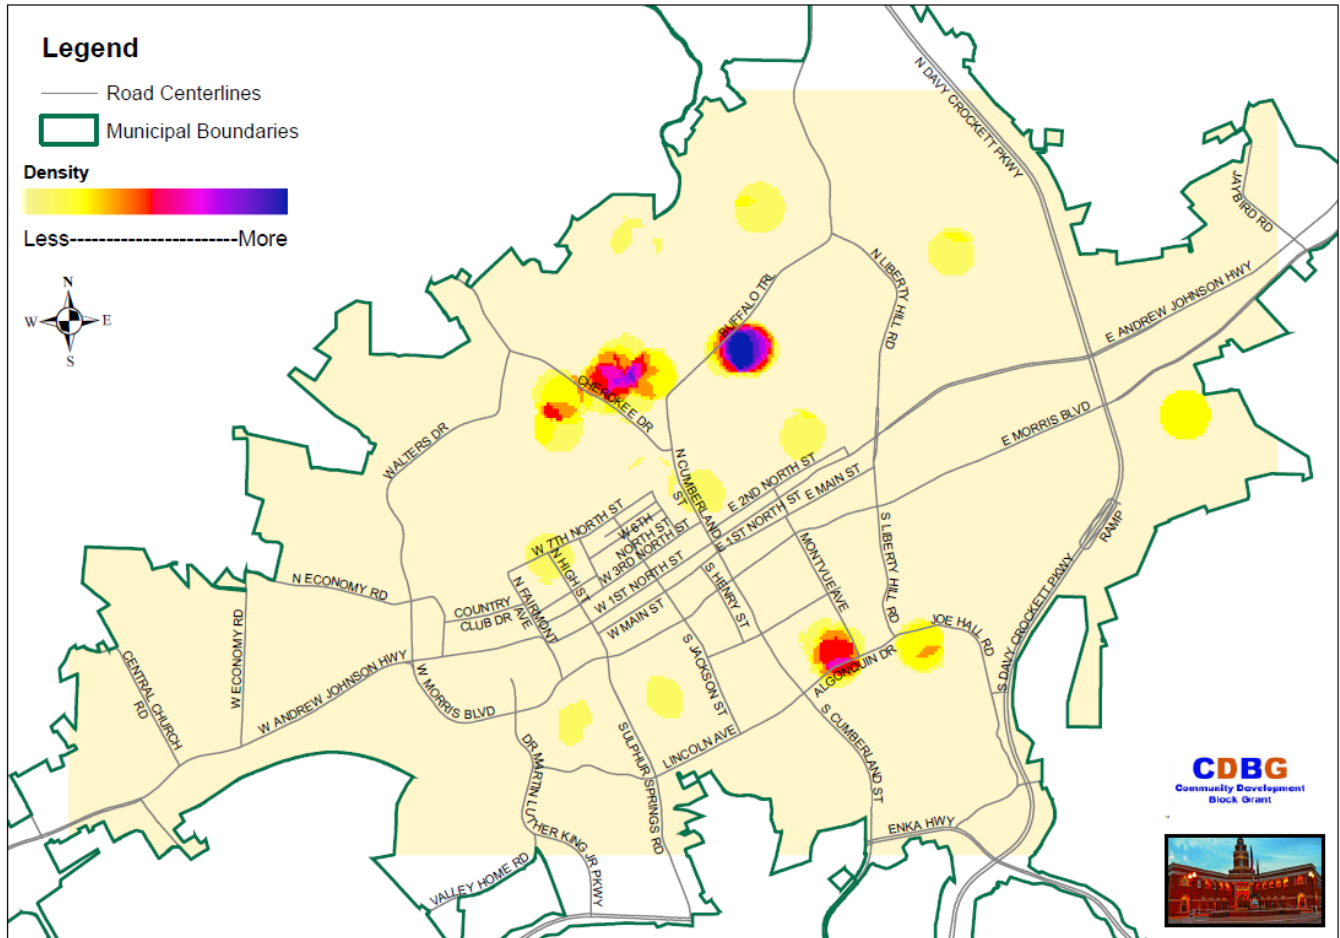 Legend
Road Centerlines
Municipal Boundaries
Density
Less------------------------More
N
W
E
S
N DAVY CROCKETT PKWY
JAYBIRD RD
N LIBERTY HILL RD
E ANDREW JOHNSON HWY
BUFFALO TRL
CHEROKEE DR
WALTERS DR
E MORRIS BLVD
N CUMBERLAND
ST
E 2ND NORTH ST
E MAIN ST
E
1ST NORTH ST
W 7TH NORTH ST
W 6TH
NORTH ST
W 3RD NORTH ST
N HIGH ST
W 1ST NORTH ST
W MAIN ST
N FAIRMONT
AVE
COUNTRY
CLUB DR
N ECONOMY RD
W ECONOMY RD
CENTRAL CHURCH
RD
W ANDREW JOHNSON HWY
W MORRIS BLVD
S HENRY ST
MONTVUE AVE
S LIBERTY HILL RD
JOE HALL RD
RAMP
S DAVY CROCKETT PKWY
S JACKSON ST
ALGONQUIN DR
S CUMBERLAND ST
LINCOLN AVE
SULPHUR SPRINGS RD
DR MARTIN LUTHER KING JR PKWY
VALLEY HOME RD
ENKA HWY
CDBG
Community Development
Block Grant